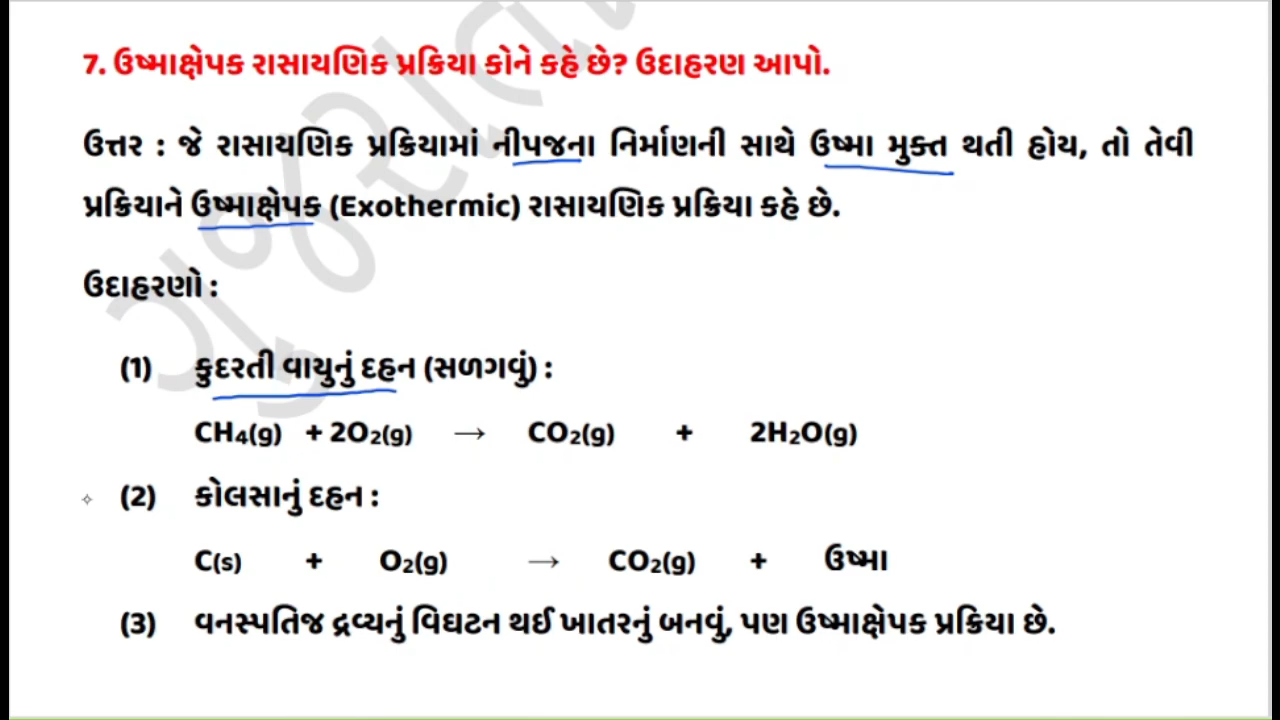 7. ઉષ્માક્ષેપક રાસાયણિક પ્રક્રિયા કોને કહે છે? ઉદાહરણ આપો.
ઉત્તર : જે રાસાયણિક પ્રક્રિયામાં નીપજના નિર્માણની સાથે ઉષ્મા મુક્ત થતી હોય, તો તેવી
પ્રક્રિયાને ઉષ્માક્ષેપક (Exothermic) રાસાયણિક પ્રક્રિયા કહે છે.
ઉદાહરણો :
(1) કુદરતી વાયુનું દહન (સળગવું) :
CH₄(g) + 2O₂(g) → CO₂(g) + 2H₂O(g)
(2) કોલસાનું દહન :
C(s) + O₂(g) → CO₂(g) + ઉષ્મા
(3) વનસ્પતિજ દ્રવ્યનું વિઘટન થઈ ખાતરનું બનવું, પણ ઉષ્માક્ષેપક પ્રક્રિયા છે.